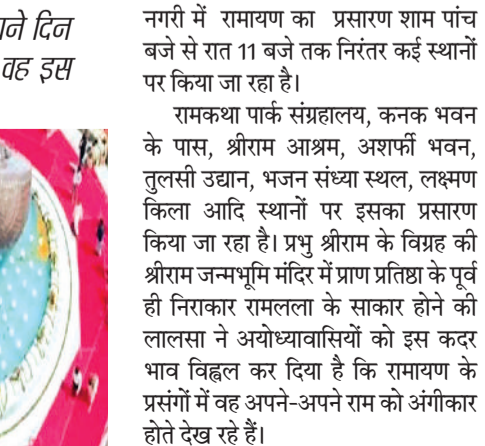 ाने दिन
वह इस
नगरी में रामायण का प्रसारण शाम पांच
बजे से रात 11 बजे तक निरंतर कई स्थानों
पर किया जा रहा है।
रामकथा पार्क संग्रहालय, कनक भवन
के पास, श्रीराम आश्रम, अशर्फी भवन,
तुलसी उद्यान, भजन संध्या स्थल, लक्ष्मण
किला आदि स्थानों पर इसका प्रसारण
किया जा रहा है। प्रभु श्रीराम के विग्रह की
श्रीराम जन्मभूमि मंदिर में प्राण प्रतिष्ठा के पूर्व
ही निराकार रामलला के साकार होने की
लालसा ने अयोध्यावासियों को इस कदर
भाव विह्वल कर दिया है कि रामायण के
प्रसंगों में वह अपने-अपने राम को अंगीकार
होते देख रहे हैं।